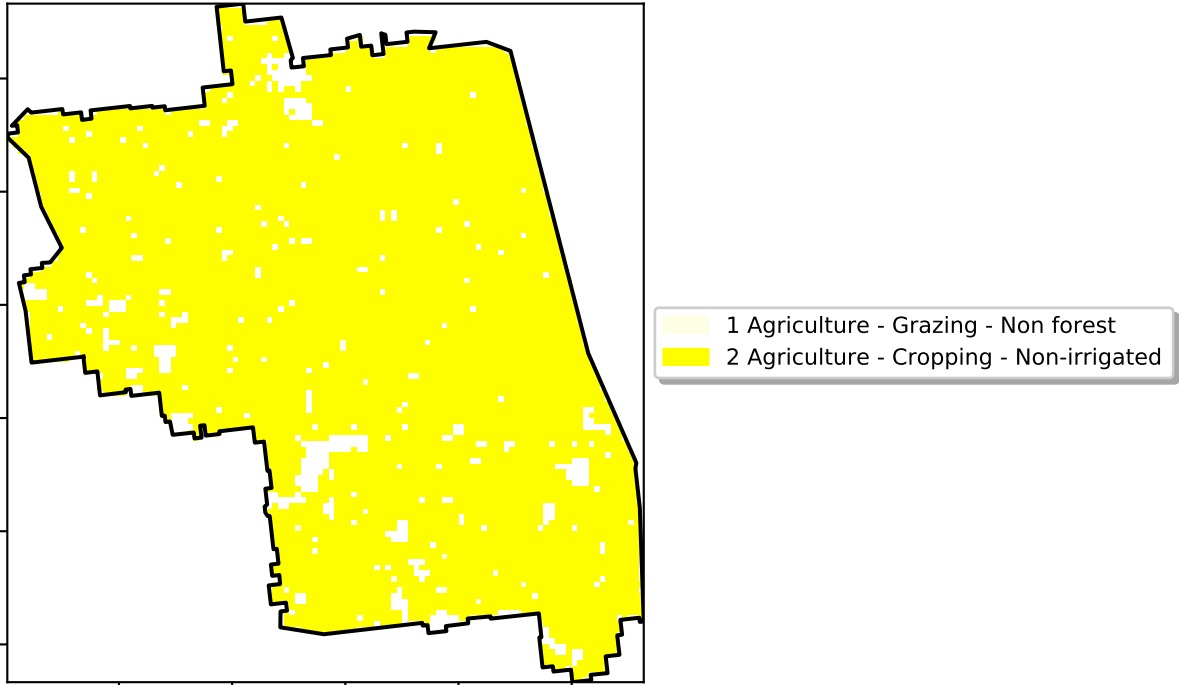 1 Agriculture - Grazing - Non forest
2 Agriculture - Cropping - Non-irrigated